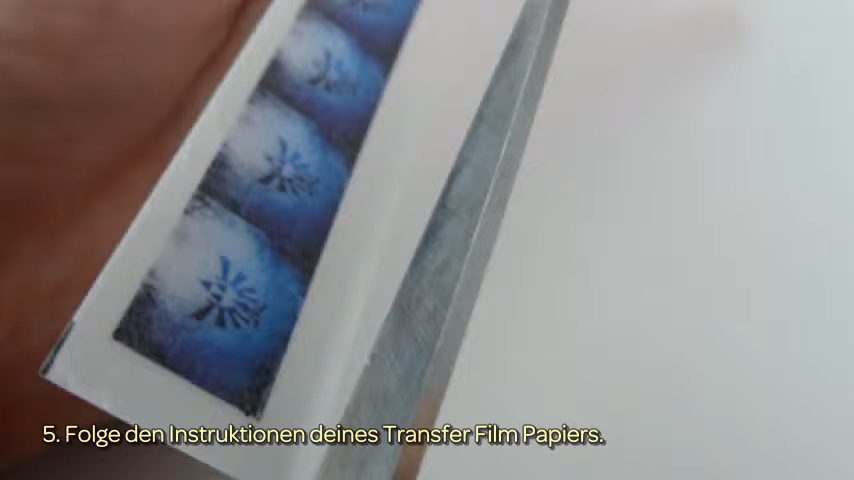 5. Folge den Instruktionen deines Transfer Film Papiers.